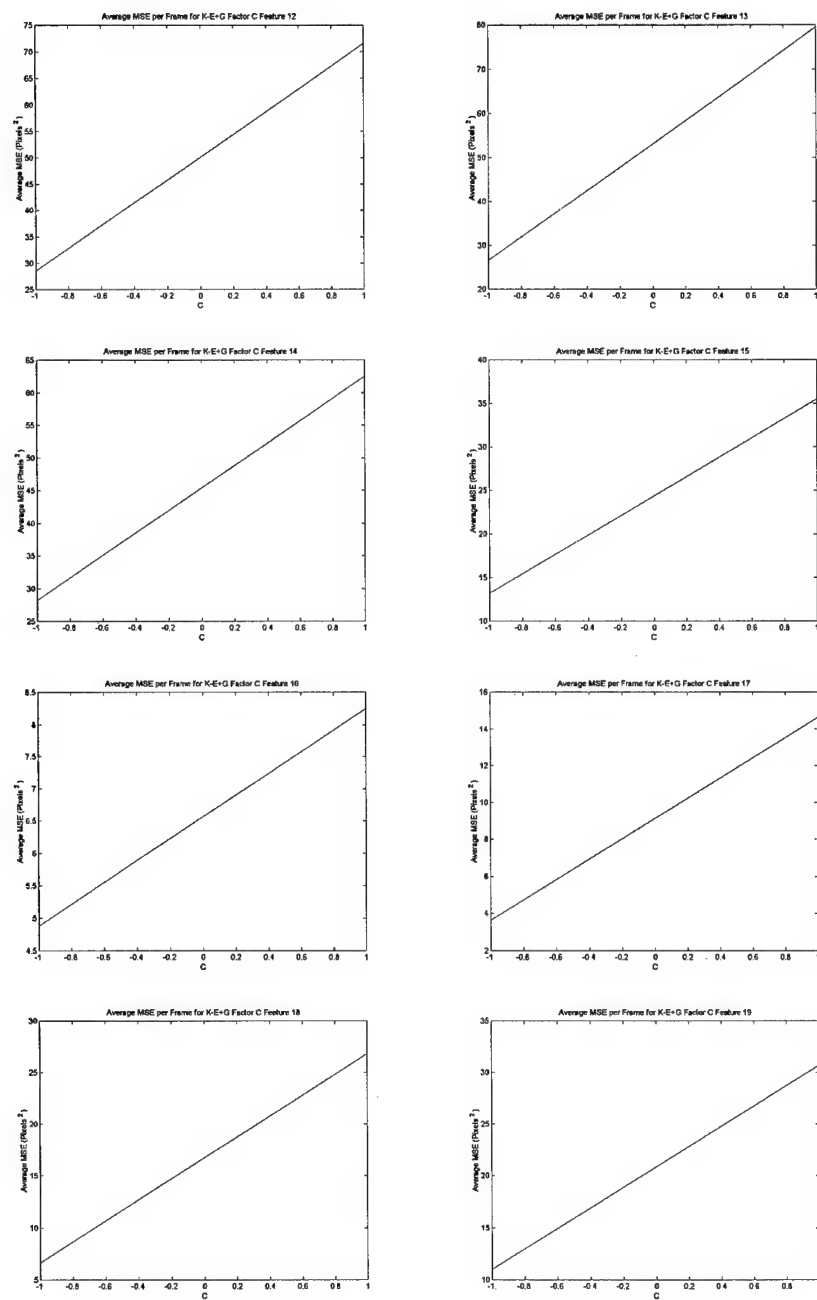 Average MSE per Frame for K-E+G Factor C Feature 12
Average MSE (Pixels ²)
75
70
65
60
55
50
45
40
35
30
25
-1 -0.8 -0.6 -0.4 -0.2 0 0.2 0.4 0.6 0.8 1
C
Average MSE per Frame for K-E+G Factor C Feature 13
Average MSE (Pixels ²)
80
70
60
50
40
30
20
-1 -0.8 -0.6 -0.4 -0.2 0 0.2 0.4 0.6 0.8 1
C
Average MSE per Frame for K-E+G Factor C Feature 14
Average MSE (Pixels ²)
65
60
55
50
45
40
35
30
25
-1 -0.8 -0.6 -0.4 -0.2 0 0.2 0.4 0.6 0.8 1
C
Average MSE per Frame for K-E+G Factor C Feature 15
Average MSE (Pixels ²)
40
35
30
25
20
15
10
-1 -0.8 -0.6 -0.4 -0.2 0 0.2 0.4 0.6 0.8 1
C
Average MSE per Frame for K-E+G Factor C Feature 16
Average MSE (Pixels ²)
8.5
8
7.5
7
6.5
6
5.5
5
4.5
-1 -0.8 -0.6 -0.4 -0.2 0 0.2 0.4 0.6 0.8 1
C
Average MSE per Frame for K-E+G Factor C Feature 17
Average MSE (Pixels ²)
16
14
12
10
8
6
4
2
-1 -0.8 -0.6 -0.4 -0.2 0 0.2 0.4 0.6 0.8 1
C
Average MSE per Frame for K-E+G Factor C Feature 18
Average MSE (Pixels ²)
30
25
20
15
10
5
-1 -0.8 -0.6 -0.4 -0.2 0 0.2 0.4 0.6 0.8 1
C
Average MSE per Frame for K-E+G Factor C Feature 19
Average MSE (Pixels ²)
35
30
25
20
15
10
-1 -0.8 -0.6 -0.4 -0.2 0 0.2 0.4 0.6 0.8 1
C